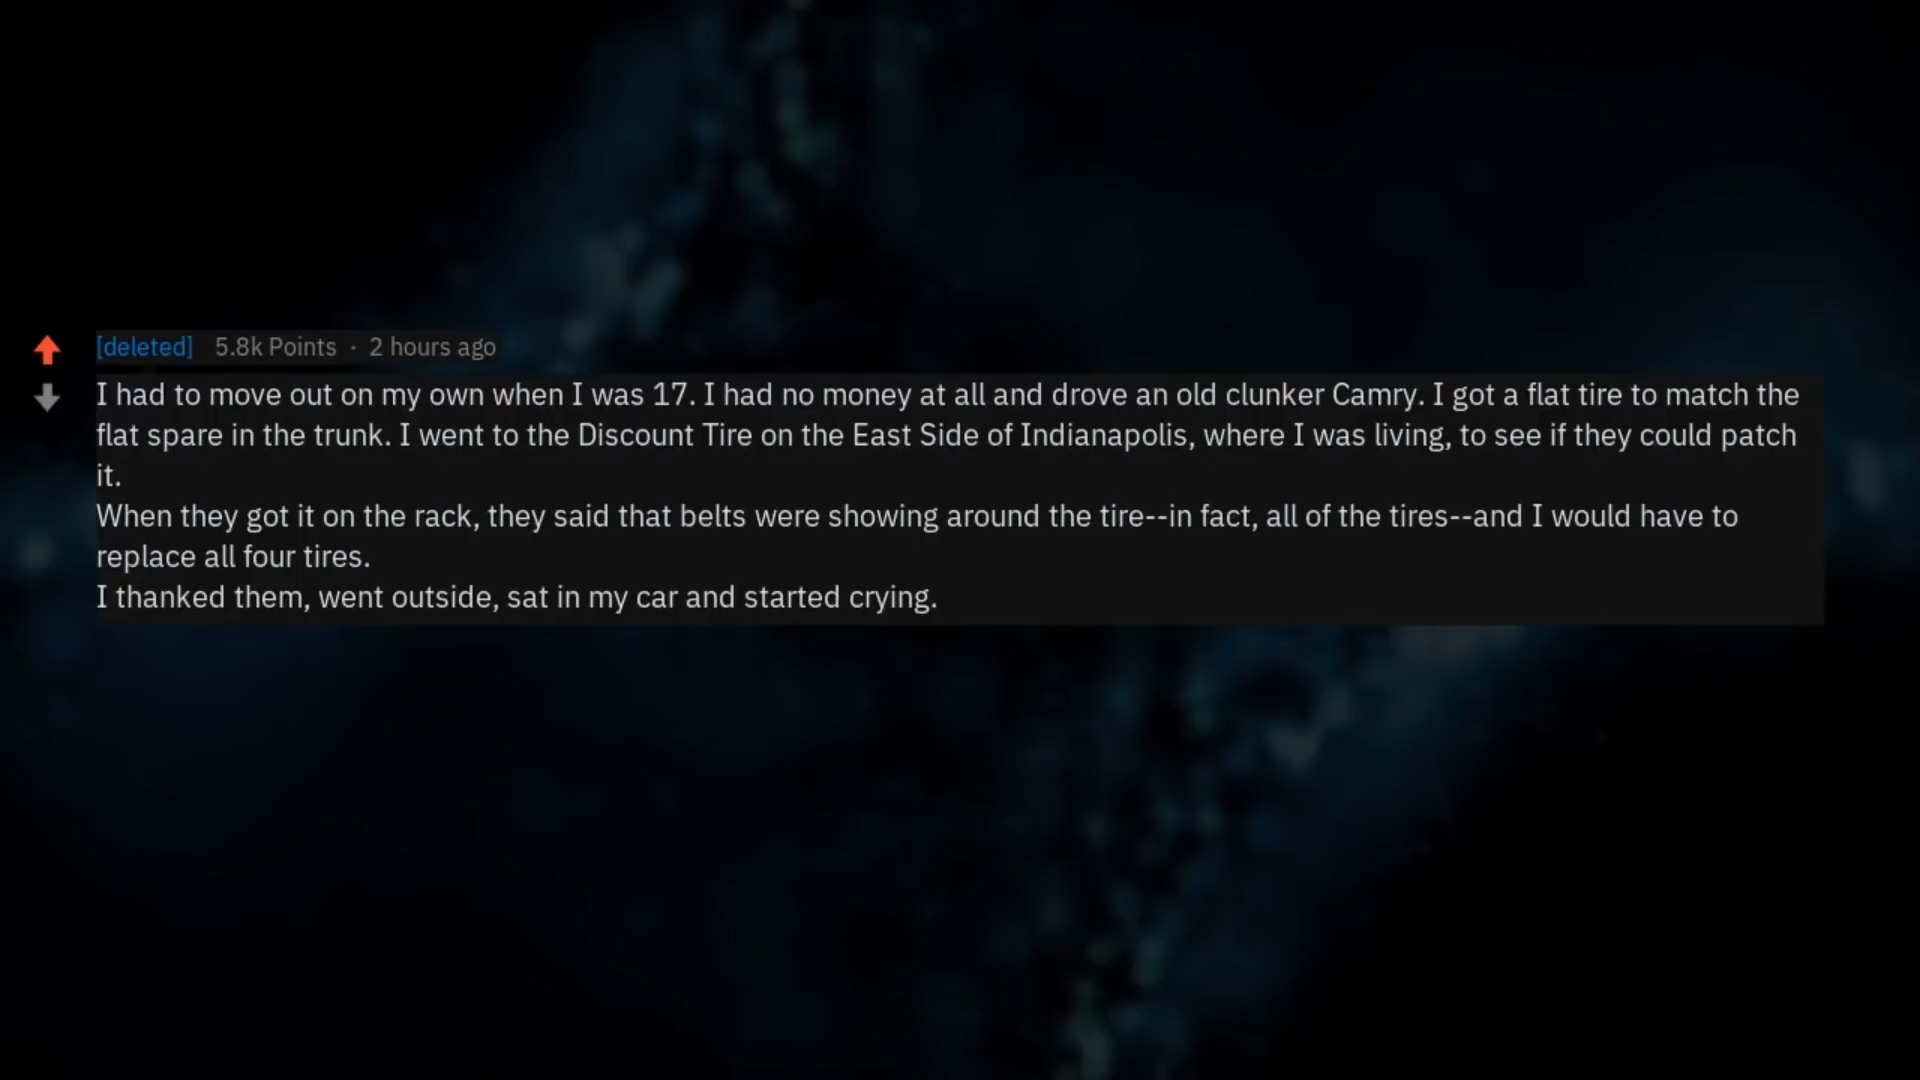 [deleted] 5.8k Points · 2 hours ago
I had to move out on my own when I was 17. I had no money at all and drove an old clunker Camry. I got a flat tire to match the
flat spare in the trunk. I went to the Discount Tire on the East Side of Indianapolis, where I was living, to see if they could patch
it.
When they got it on the rack, they said that belts were showing around the tire--in fact, all of the tires--and I would have to
replace all four tires.
I thanked them, went outside, sat in my car and started crying.